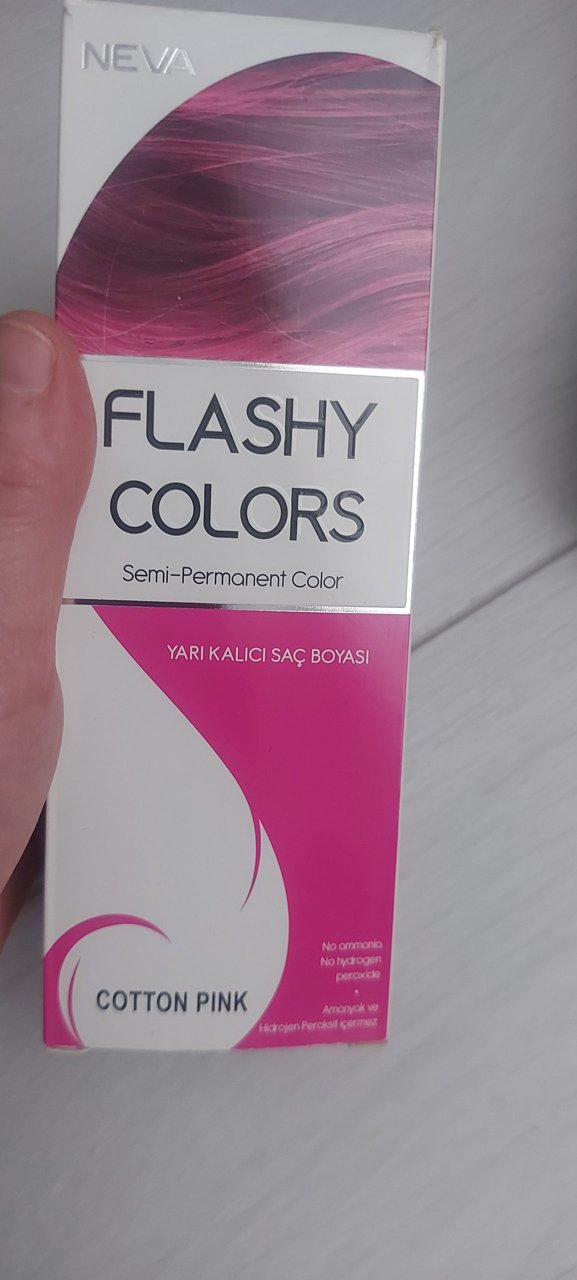 NEVA
FLASHY
COLORS
Semi-Permanent Color
YARI KALICI SAÇ BOYASI
No ammonia
No hydrogen
peroxide
•
Amonyak ve
Hidrojen Peroksit içermez
COTTON PINK